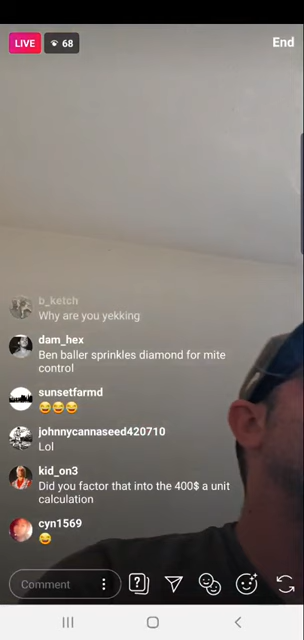 LIVE 68 End
b_ketch
Why are you yekking
dam_hex
Ben baller sprinkles diamond for mite
control
sunsetfarmd
😂😂😂
johnnycannaseed420710
Lol
kid_on3
Did you factor that into the 400$ a unit
calculation
cyn1569
😂
Comment